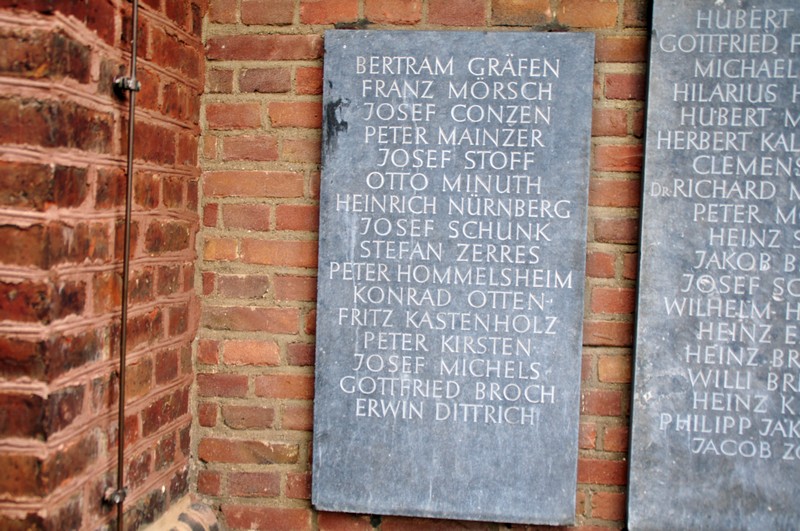 BERTRAM GRÄFEN
FRANZ MÖRSCH
JOSEF CONZEN
PETER MAINZER
JOSEF STOFF
OTTO MINUTH
HEINRICH NÜRNBERG
JOSEF SCHUNK
STEFAN ZERRES
PETER HOMMELSHEIM
KONRAD OTTEN
FRITZ KASTENHOLZ
PETER KIRSTEN
JOSEF MICHELS
GOTTFRIED BROCH
ERWIN DITTRICH
HUBERT
GOTTFRIED
MICHAEL
HILARIUS
HUBERT
HERBERT
CLEMENS
DR. RICHARD
PETER
HEINZ
JAKOB
JOSEF
WILHELM
HEINZ
HEINZ
WILLI
HEINZ
PHILIPP
JACOB